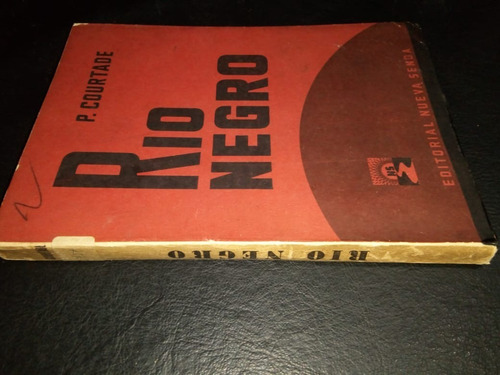 P. COURTADE
RIO
NEGRO
EDITORIAL NUEVA SENDA
RIO NEGRO